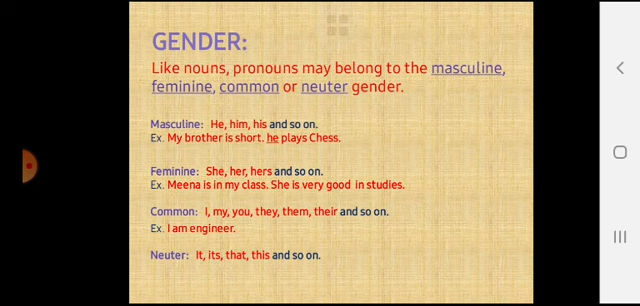 GENDER:
Like nouns, pronouns may belong to the masculine,
feminine, common or neuter gender.
Masculine: He, him, his and so on.
Ex. My brother is short. he plays Chess.
Feminine: She, her, hers and so on.
Ex. Meena is in my class. She is very good in studies.
Common: I, my, you, they, them, their and so on.
Ex. I am engineer.
Neuter: It, its, that, this and so on.